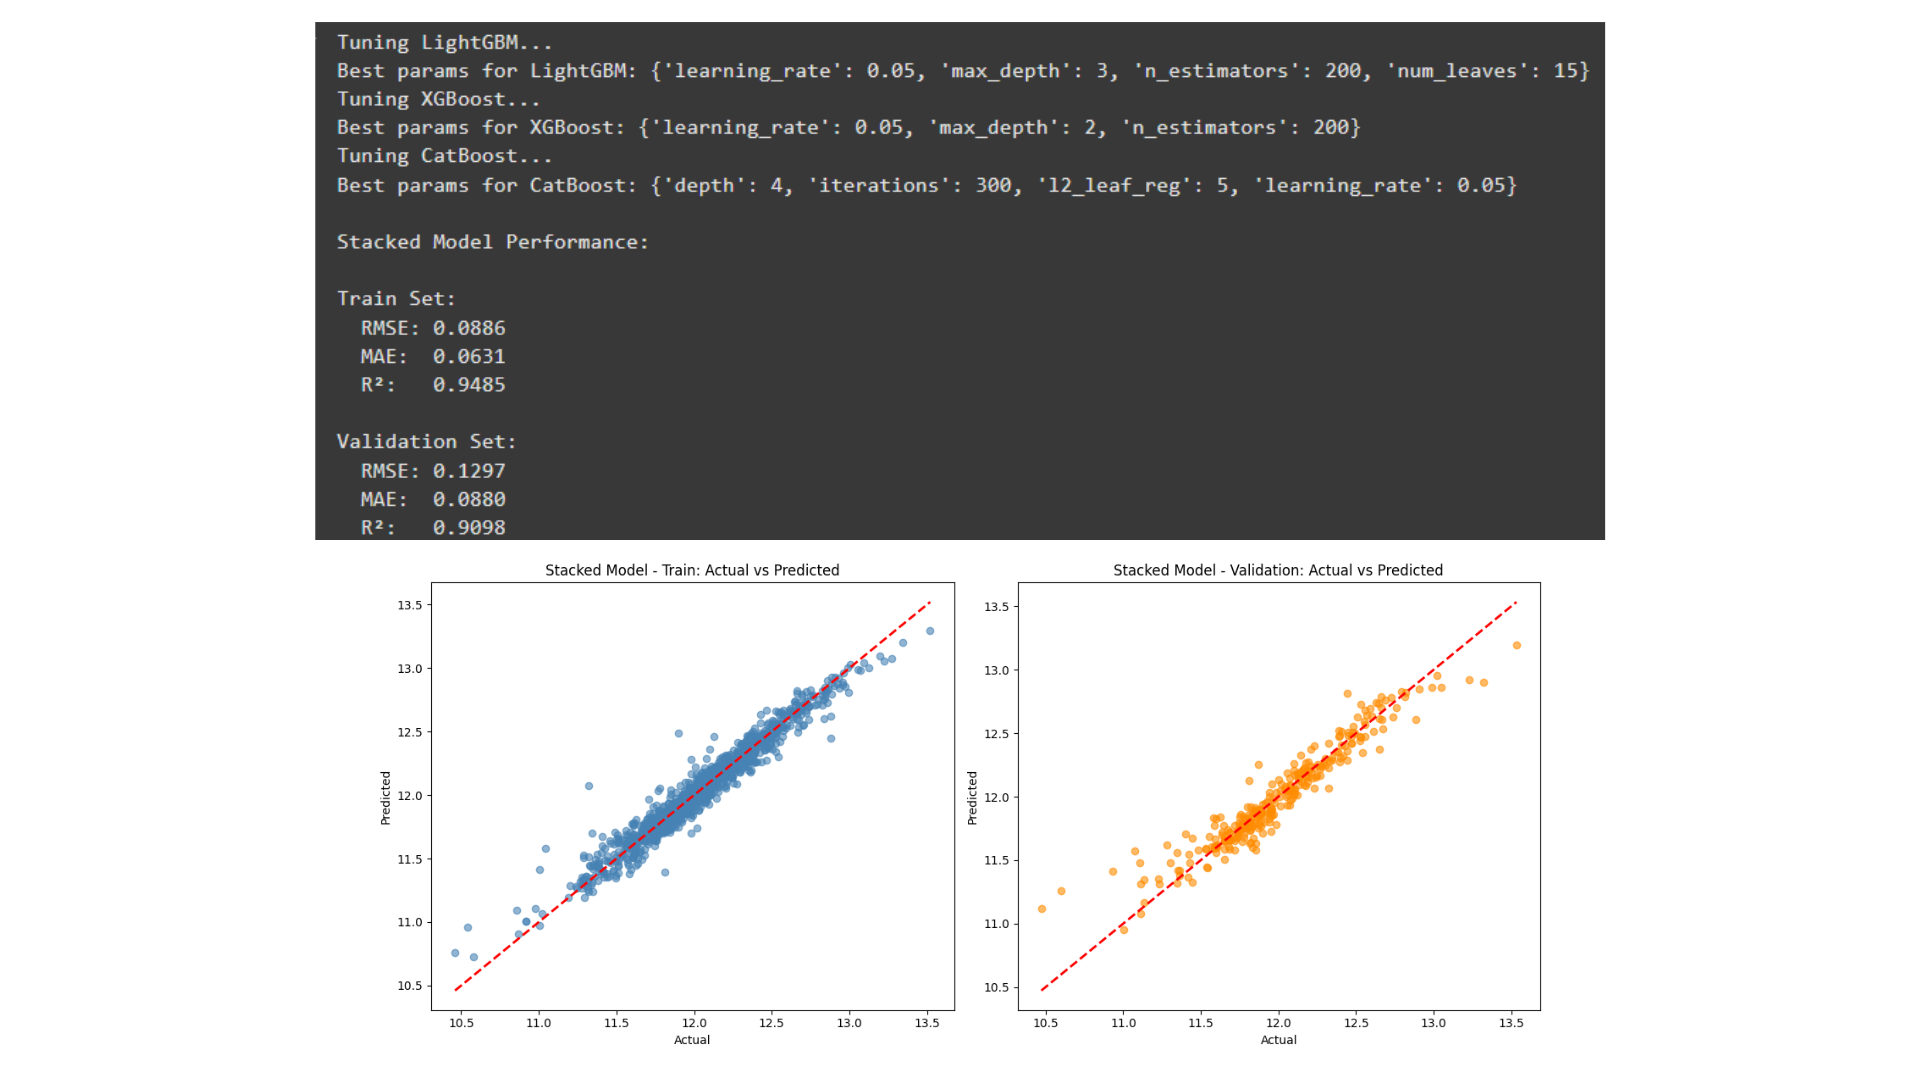 Tuning LightGBM...
Best params for LightGBM: {'learning_rate': 0.05, 'max_depth': 3, 'n_estimators': 200, 'num_leaves': 15}
Tuning XGBoost...
Best params for XGBoost: {'learning_rate': 0.05, 'max_depth': 2, 'n_estimators': 200}
Tuning CatBoost...
Best params for CatBoost: {'depth': 4, 'iterations': 300, 'l2_leaf_reg': 5, 'learning_rate': 0.05}
Stacked Model Performance:
Train Set:
RMSE: 0.0886
MAE: 0.0631
R²: 0.9485
Validation Set:
RMSE: 0.1297
MAE: 0.0880
R²: 0.9098
Stacked Model - Train: Actual vs Predicted
13.5
13.0
12.5
12.0
11.5
11.0
10.5
Predicted
10.5 11.0 11.5 12.0 12.5 13.0 13.5
Actual
Stacked Model - Validation: Actual vs Predicted
13.5
13.0
12.5
12.0
11.5
11.0
10.5
Predicted
10.5 11.0 11.5 12.0 12.5 13.0 13.5
Actual